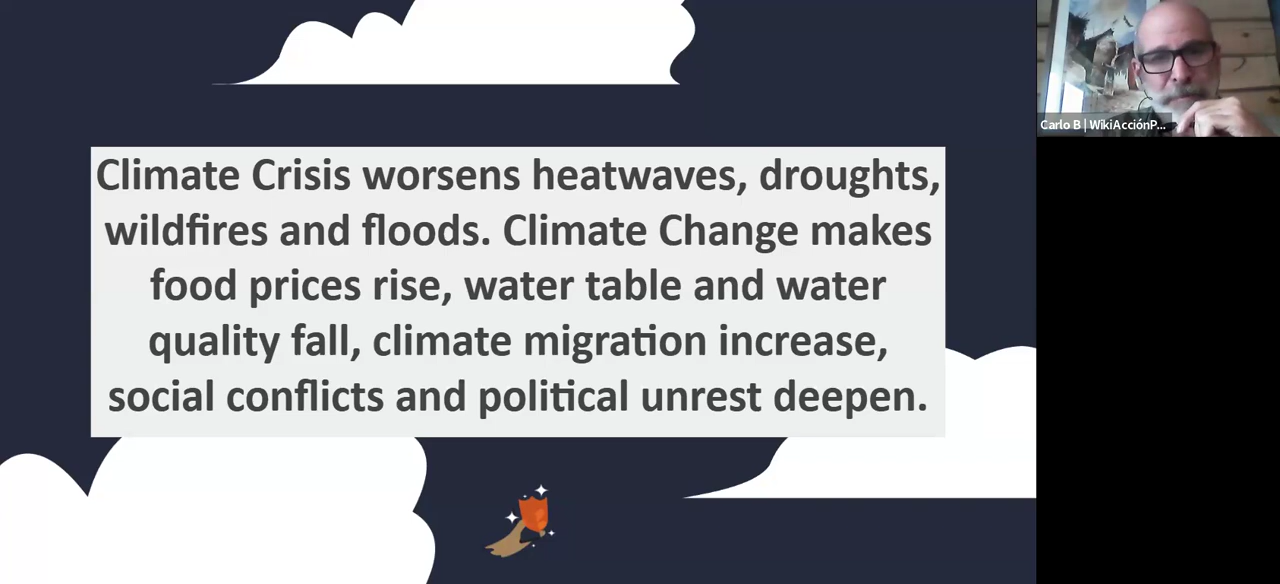 Climate Crisis worsens heatwaves, droughts,
wildfires and floods. Climate Change makes
food prices rise, water table and water
quality fall, climate migration increase,
social conflicts and political unrest deepen.
Carlo B | WikiAcciónP...